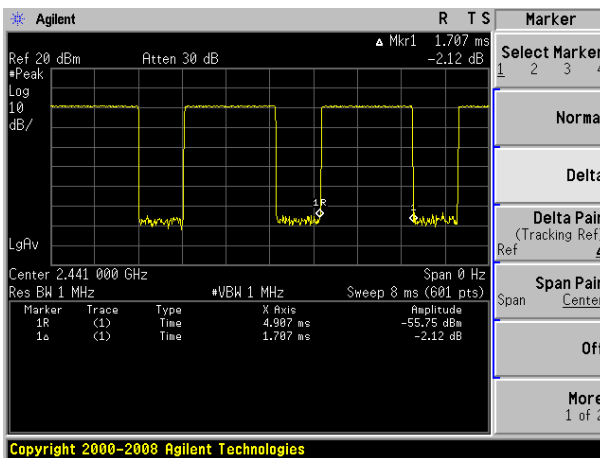 Agilent R T S
Marker
Δ Mkr1 1.707 ms
Ref 20 dBm Atten 30 dB -2.12 dB
#Peak
Log
10
dB/
1R
1
LgAv
Center 2.441 000 GHz Span 0 Hz
Res BW 1 MHz #VBW 1 MHz Sweep 8 ms (601 pts)
Marker Trace Type X Axis Amplitude
1R (1) Time 4.907 ms -55.75 dBm
1Δ (1) Time 1.707 ms -2.12 dB
Select Marker
1 2 3 4
Norma
Delta
Delta Pair
(Tracking Ref)
Ref Δ
Span Pair
Span Center
Off
More
1 of 2
Copyright 2000-2008 Agilent Technologies